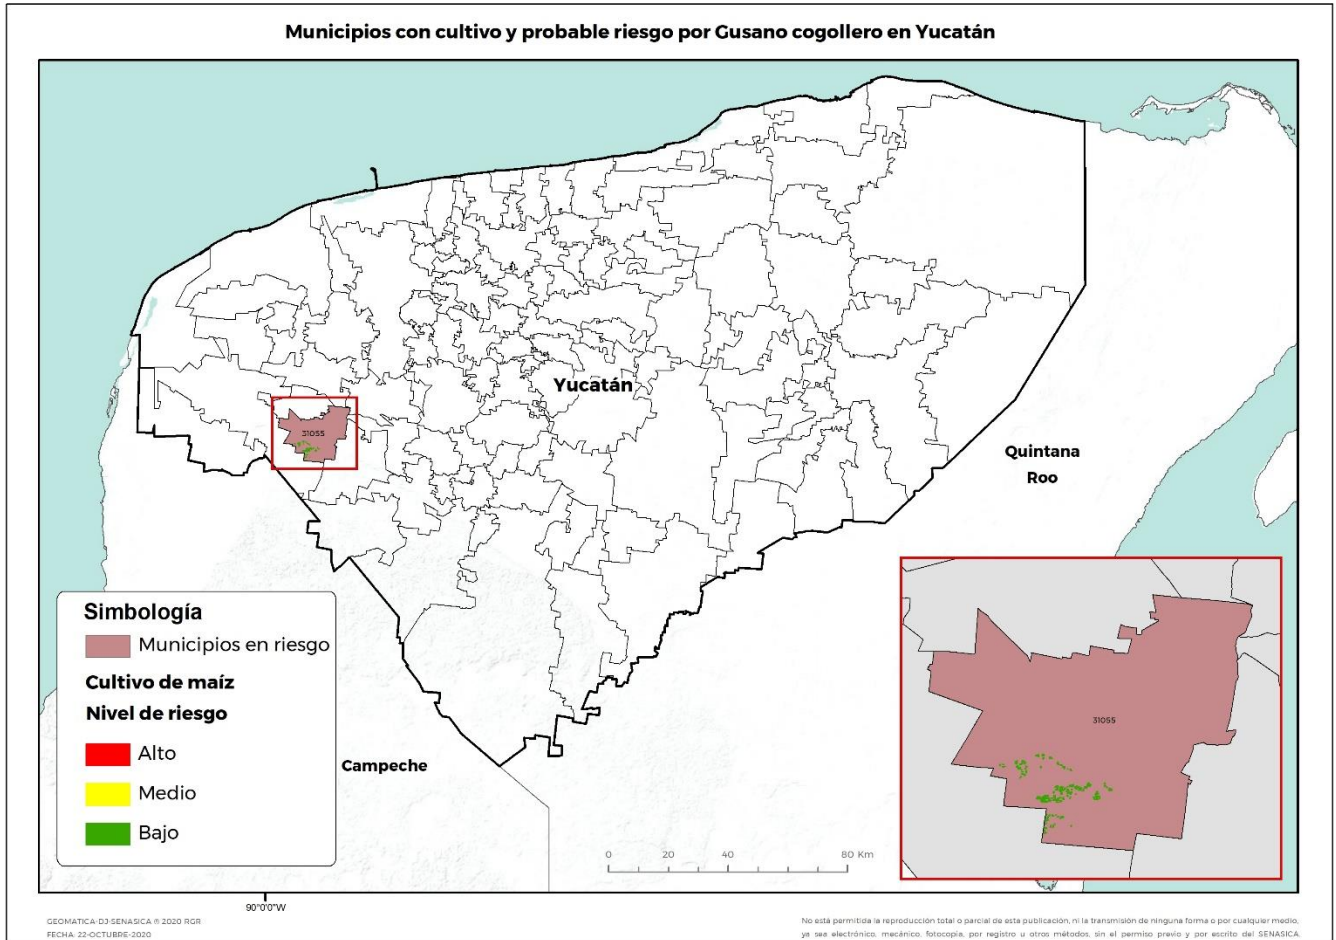 Municipios con cultivo y probable riesgo por Gusano cogollero en Yucatán
Yucatán
31055
Quintana
Roo
Campeche
Simbología
Municipios en riesgo
Cultivo de maíz
Nivel de riesgo
Alto
Medio
Bajo
31055
0 20 40 80 Km
90°0'0"W
GEOMATICA-DJ-SENASICA ® 2020 RGR
FECHA: 22-OCTUBRE-2020
No está permitida la reproducción total o parcial de esta publicación, ni la transmisión de ninguna forma o por cualquier medio,
ya sea electrónico, mecánico, fotocopia, por registro u otros métodos, sin el permiso previo y por escrito del SENASICA.